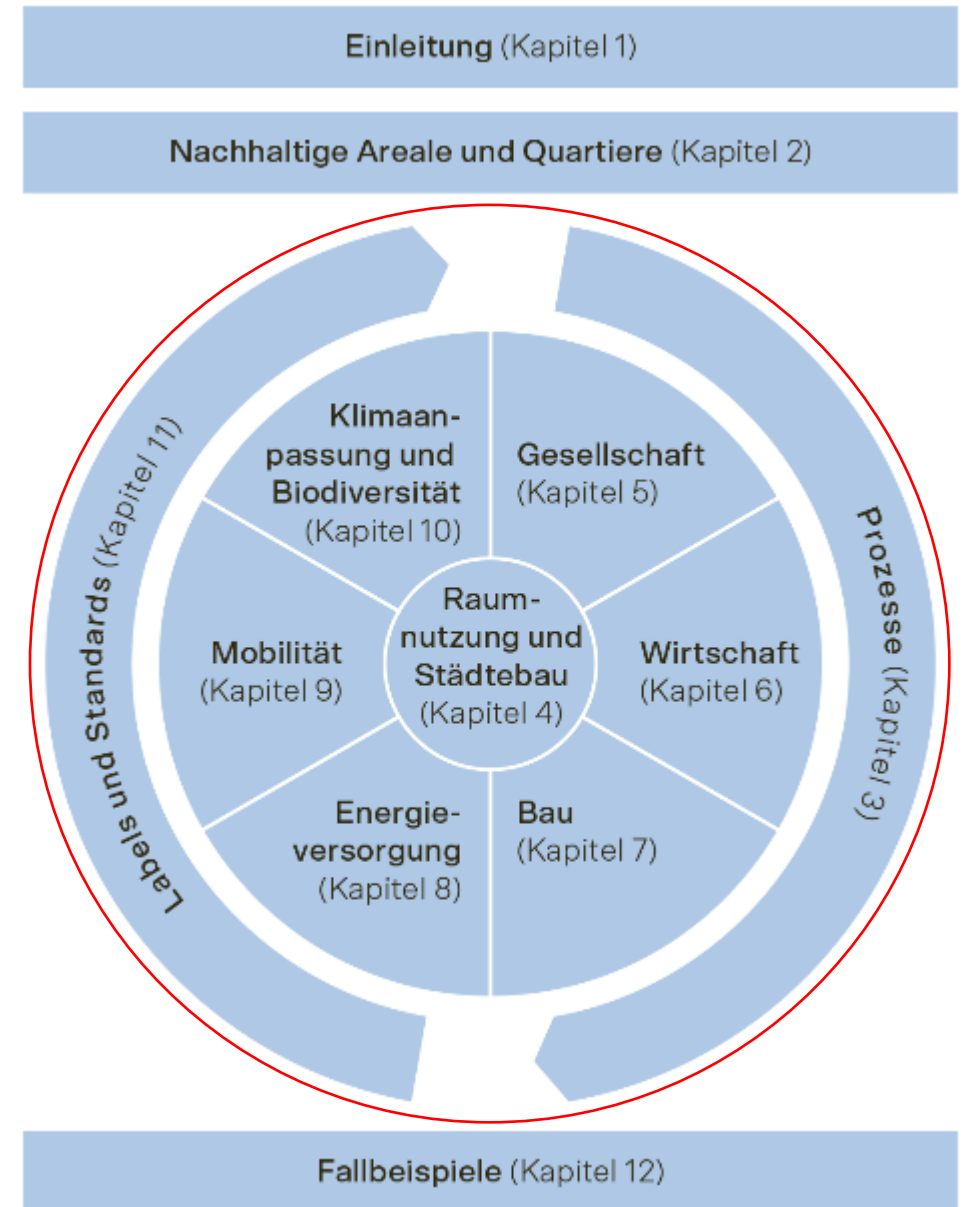 Einleitung (Kapitel 1)
Nachhaltige Areale und Quartiere (Kapitel 2)
Labels und Standards (Kapitel 11)
Klimaan-
passung und
Biodiversität
(Kapitel 10)
Gesellschaft
(Kapitel 5)
Prozesse (Kapitel 3)
Raum-
nutzung und
Städtebau
(Kapitel 4)
Mobilität
(Kapitel 9)
Wirtschaft
(Kapitel 6)
Energie-
versorgung
(Kapitel 8)
Bau
(Kapitel 7)
Fallbeispiele (Kapitel 12)